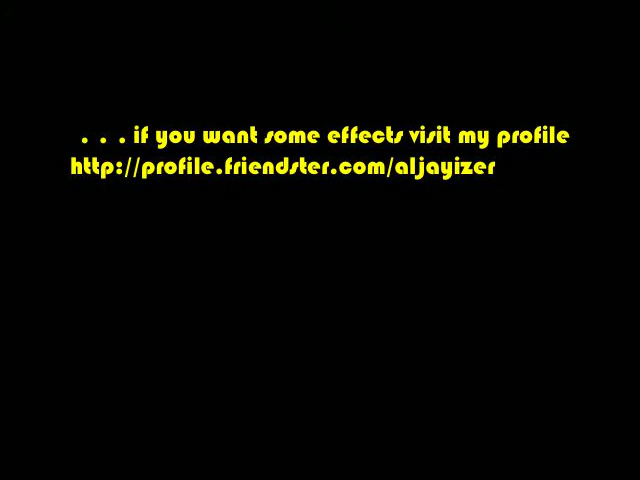 . . . if you want some effects visit my profile
http://profile.friendster.com/aljayizer